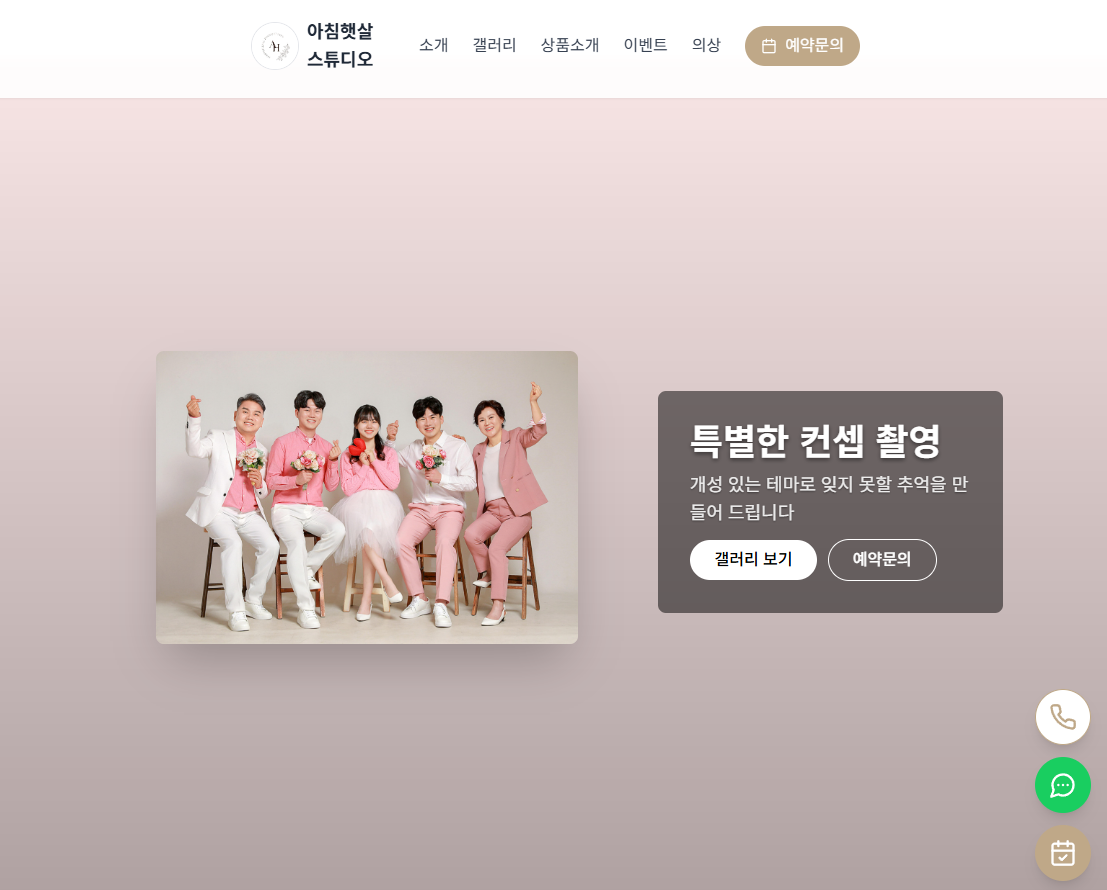 아침햇살
스튜디오
소개
갤러리
상품소개
이벤트
의상
예약문의
특별한 컨셉 촬영
개성 있는 테마로 잊지 못할 추억을 만
들어 드립니다
갤러리 보기
예약문의